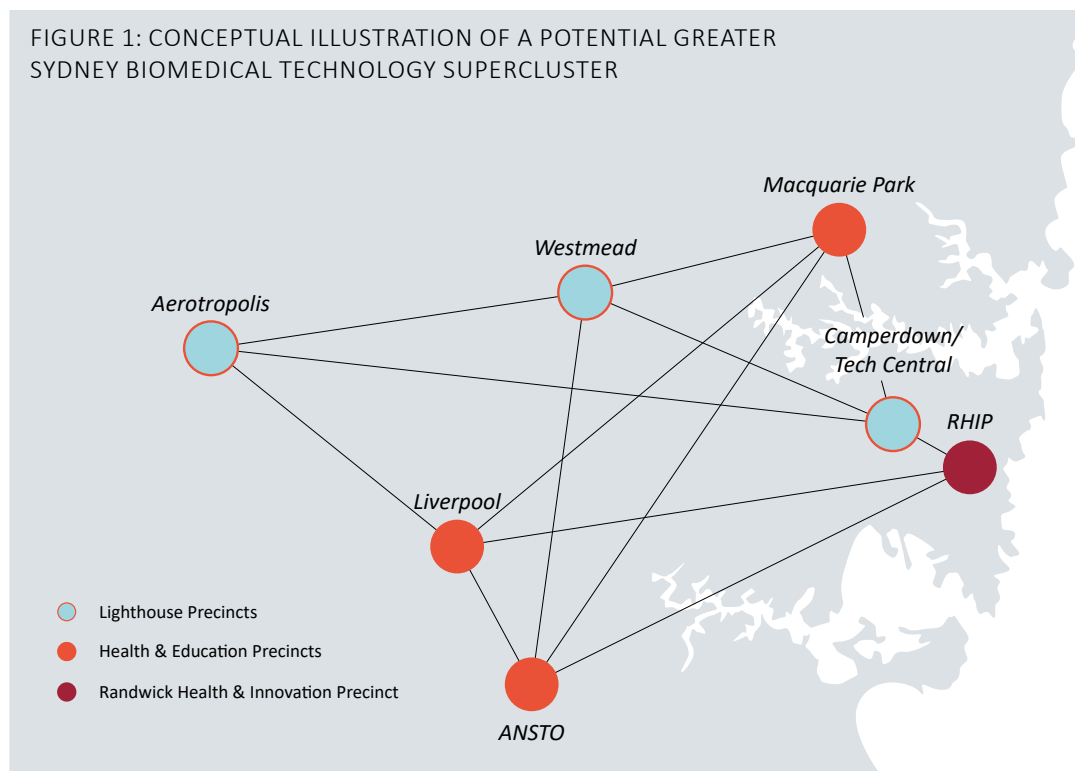 FIGURE 1: CONCEPTUAL ILLUSTRATION OF A POTENTIAL GREATER
SYDNEY BIOMEDICAL TECHNOLOGY SUPERCLUSTER
Macquarie Park
Westmead
Aerotropolis
Camperdown/
Tech Central
RHIP
Liverpool
Lighthouse Precincts
Health & Education Precincts
Randwick Health & Innovation Precinct
ANSTO